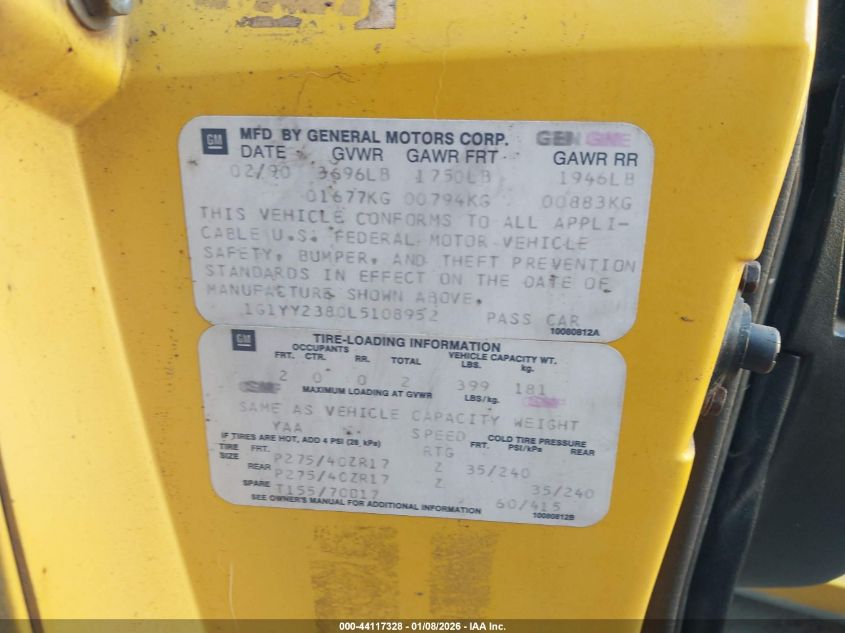 GM MFD BY GENERAL MOTORS CORP. GEN GME
DATE GVWR GAWR FRT GAWR RR
02/90 3696LB 1750LB 1946LB
01677KG 00794KG 00883KG
THIS VEHICLE CONFORMS TO ALL APPLI-
CABLE U.S. FEDERAL MOTOR VEHICLE
SAFETY, BUMPER, AND THEFT PREVENTION
STANDARDS IN EFFECT ON THE DATE OF
MANUFACTURE SHOWN ABOVE.
1G1YY2380L5108952 PASS CAR
10080812A
GM TIRE-LOADING INFORMATION
OCCUPANTS VEHICLE CAPACITY WT.
FRT. CTR. RR. TOTAL LBS. kg.
2 0 0 2 399 181
MAXIMUM LOADING AT GVWR LBS/kg.
SAME AS VEHICLE CAPACITY WEIGHT
YAA SPEED COLD TIRE PRESSURE
IF TIRES ARE HOT, ADD 4 PSI (28 kPa) RTG FRT. PSI/kPa REAR
TIRE SIZE FRT. P275/40ZR17 Z 35/240
REAR P275/40ZR17 Z 35/240
SPARE T155/70D17 60/415
SEE OWNER'S MANUAL FOR ADDITIONAL INFORMATION 10080812B
000-44117328 - 01/08/2026 - IAA Inc.